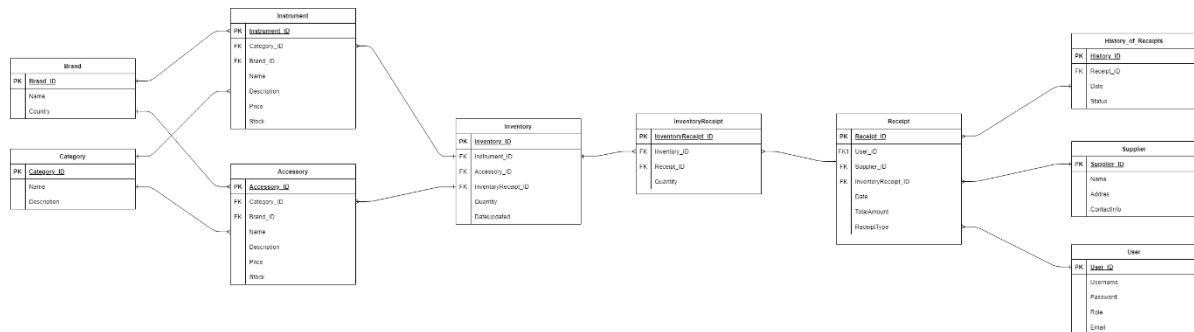 Brand
PK Brand_ID
Name
Country
Category
PK Category_ID
Name
Description
Instrument
PK Instrument_ID
FK Category_ID
FK Brand_ID
Name
Description
Price
Stock
Accessory
PK Accessory_ID
FK Category_ID
FK Brand_ID
Name
Description
Price
Stock
Inventory
PK Inventory_ID
FK Instrument_ID
FK Accessory_ID
FK InventoryReceipt_ID
Quantity
DateUpdated
InventoryReceipt
PK InventoryReceipt_ID
FK Inventory_ID
FK Receipt_ID
Quantity
Receipt
PK Receipt_ID
FK1 User_ID
FK Supplier_ID
FK InventoryReceipt_ID
Date
TotalAmount
ReceiptType
History_of_Receipts
PK History_ID
FK Receipt_ID
Date
Status
Supplier
PK Supplier_ID
Name
Addres
ContactInfo
User
PK User_ID
Username
Password
Role
Email